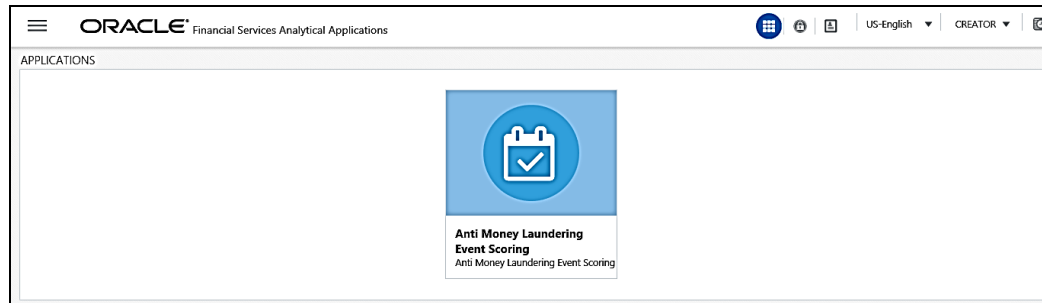 ORACLE® Financial Services Analytical Applications
US-English
CREATOR
APPLICATIONS
Anti Money Laundering
Event Scoring
Anti Money Laundering Event Scoring